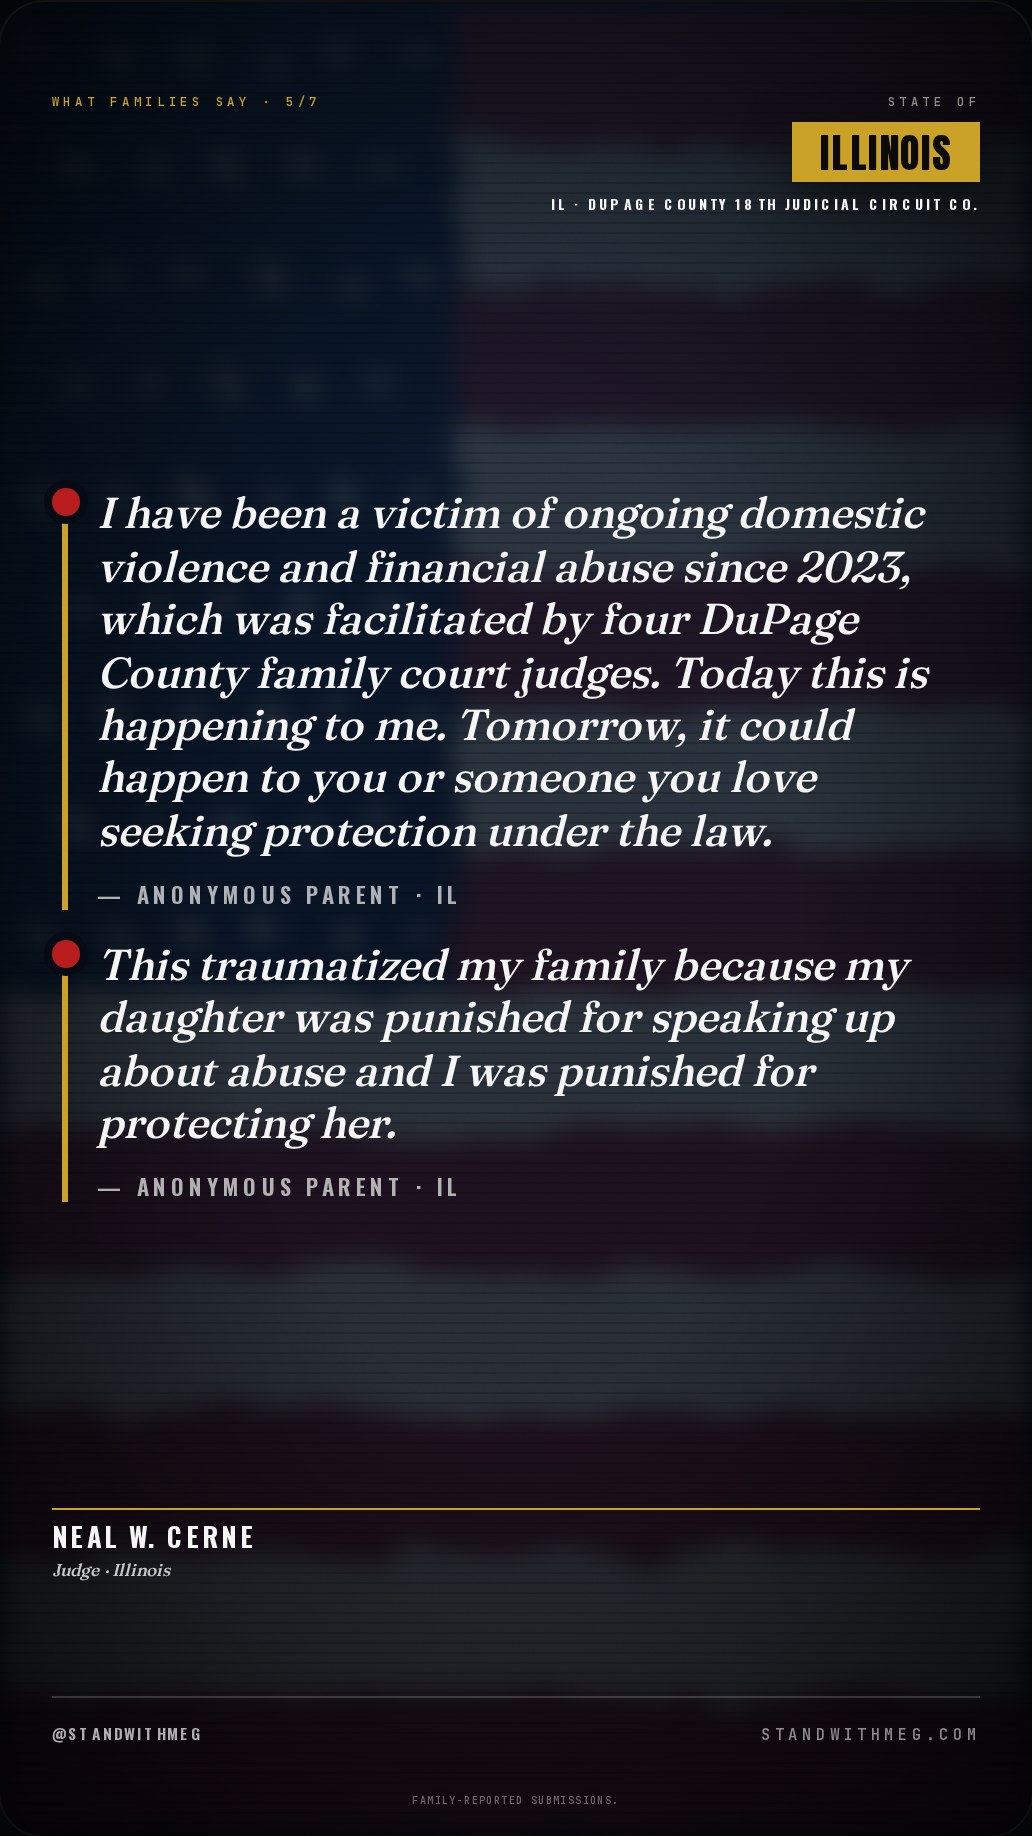 WHAT FAMILIES SAY · 5/7
STATE OF
ILLINOIS
IL · DUPAGE COUNTY 18TH JUDICIAL CIRCUIT CO.
I have been a victim of ongoing domestic
violence and financial abuse since 2023,
which was facilitated by four DuPage
County family court judges. Today this is
happening to me. Tomorrow, it could
happen to you or someone you love
seeking protection under the law.
— ANONYMOUS PARENT · IL
This traumatized my family because my
daughter was punished for speaking up
about abuse and I was punished for
protecting her.
— ANONYMOUS PARENT · IL
NEAL W. CERNE
Judge · Illinois
@STANDWITHMEG
STANDWITHMEG.COM
FAMILY-REPORTED SUBMISSIONS.